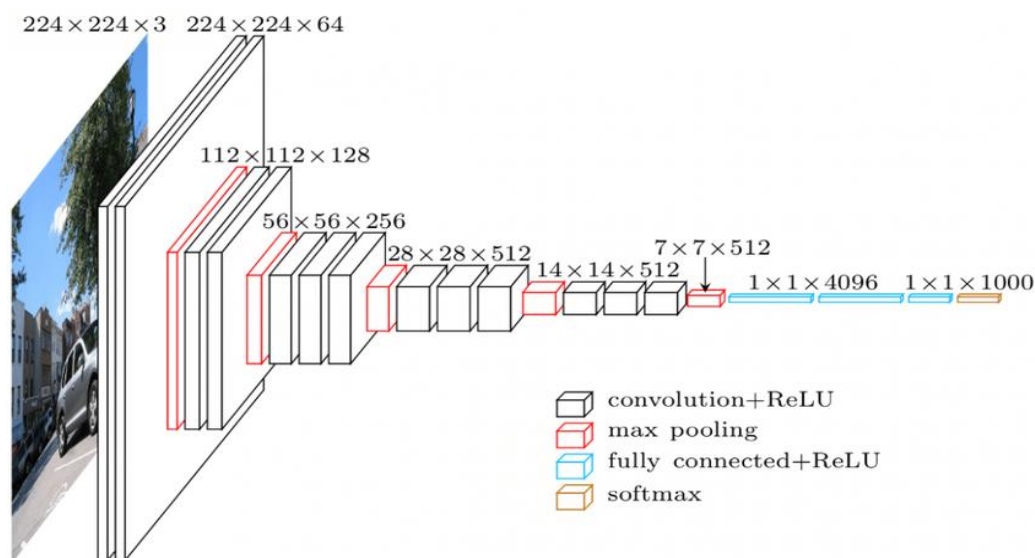 224×224×3
224×224×64
112×112×128
56×56×256
28×28×512
14×14×512
7×7×512
1×1×4096
1×1×1000
convolution+ReLU
max pooling
fully connected+ReLU
softmax